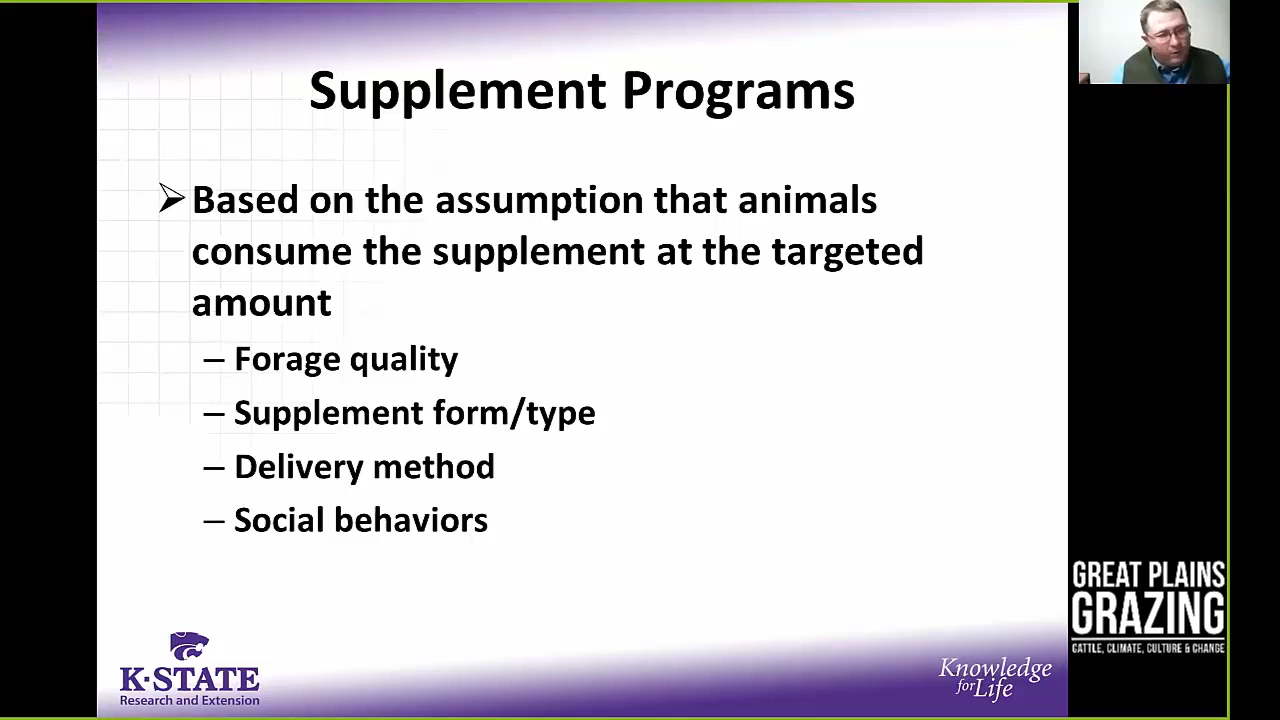 Supplement Programs
Based on the assumption that animals
consume the supplement at the targeted
amount
– Forage quality
– Supplement form/type
– Delivery method
– Social behaviors
K-STATE
Research and Extension
Knowledge
for Life
GREAT PLAINS
GRAZING
CATTLE, CLIMATE, CULTURE & CHANGE